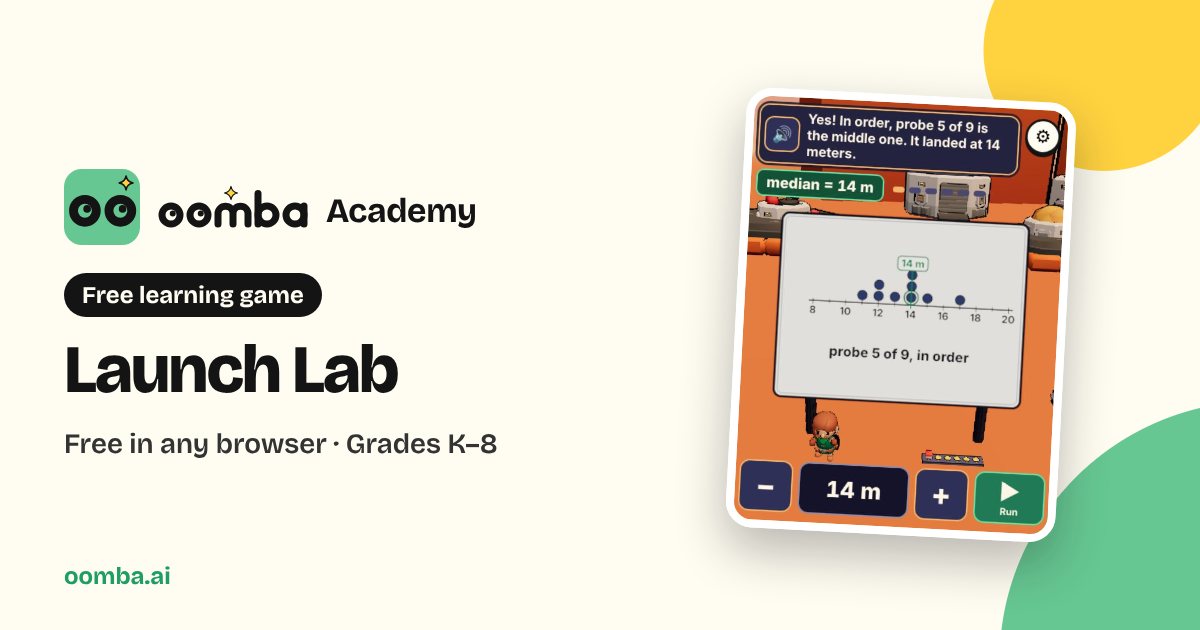 oomba Academy
Free learning game
Launch Lab
Free in any browser · Grades K–8
oomba.ai
Yes! In order, probe 5 of 9 is
the middle one. It landed at 14
meters.
median = 14 m
14 m
8 10 12 14 16 18 20
probe 5 of 9, in order
− 14 m + Run